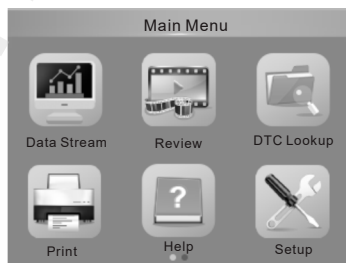 Main Menu
Data Stream
Review
DTC Lookup
Print
Help
Setup